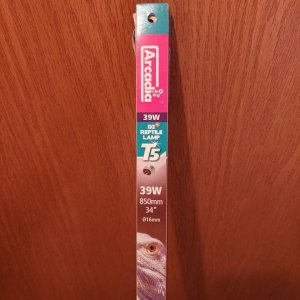 Arcadia
39W
D3
REPTILE
LAMP
T5
39W
850mm
34"
Ø16mm